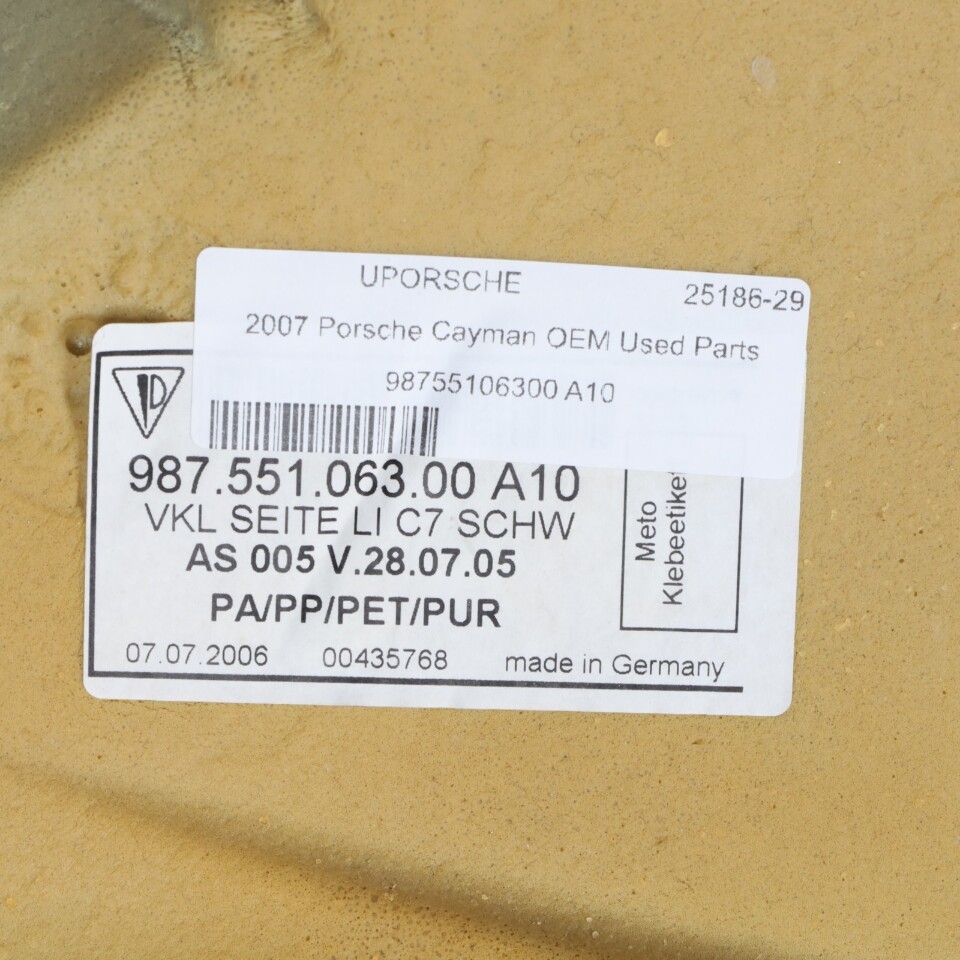 UPORSCHE
25186-29
2007 Porsche Cayman OEM Used Parts
98755106300 A10
987.551.063.00 A10
VKL SEITE LI C7 SCHW
AS 005 V.28.07.05
PA/PP/PET/PUR
07.07.2006 00435768 made in Germany
Meto